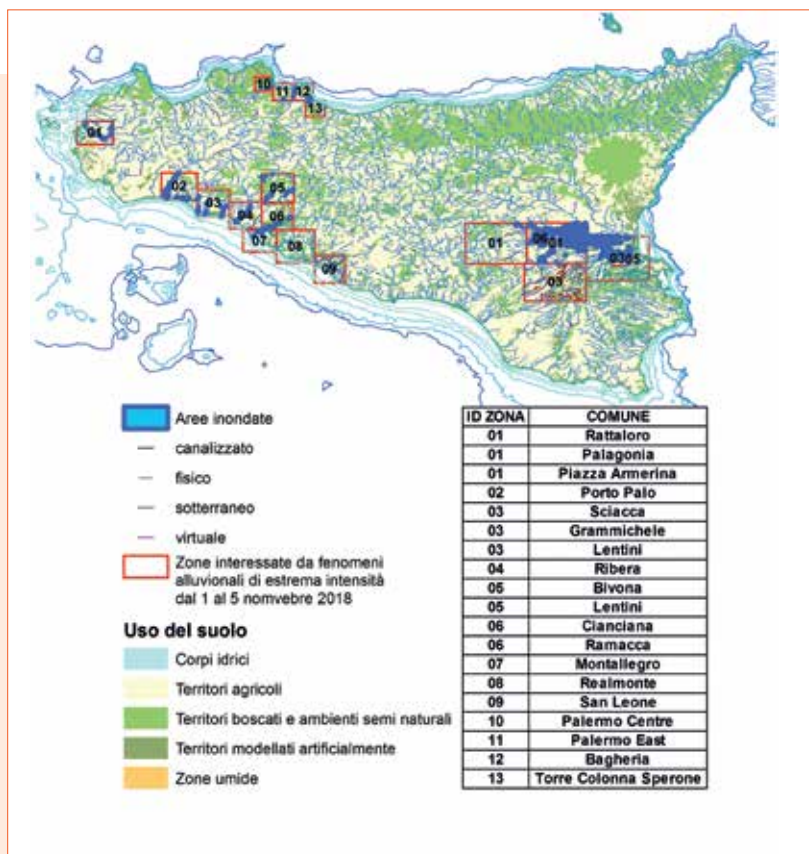 10
11 12
13
01
02
03
04
05
06
07
08
09
01
06 01
03 05
03
Aree inondate
canalizzato
fisico
sotterraneo
virtuale
Zone interessate da fenomeni
alluvionali di estrema intensità
dal 1 al 5 nomvebre 2018
Uso del suolo
Corpi idrici
Territori agricoli
Territori boscati e ambienti semi naturali
Territori modellati artificialmente
Zone umide
ID ZONA COMUNE
01 Rattaloro
01 Palagonia
01 Piazza Armerina
02 Porto Palo
03 Sciacca
03 Grammichele
03 Lentini
04 Ribera
05 Bivona
05 Lentini
06 Cianciana
06 Ramacca
07 Montallegro
08 Realmonte
09 San Leone
10 Palermo Centre
11 Palermo East
12 Bagheria
13 Torre Colonna Sperone